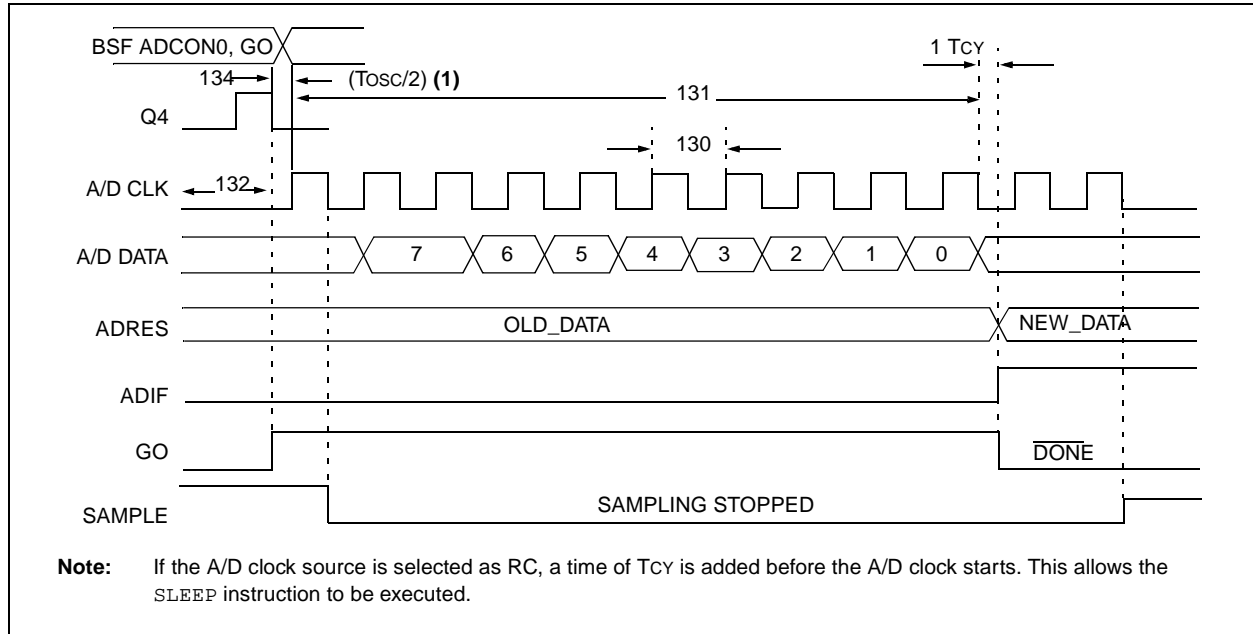 BSF ADCON0, GO
1 TCY
134
(TOSC/2) (1)
131
Q4
130
A/D CLK
132
A/D DATA
7 6 5 4 3 2 1 0
ADRES
OLD_DATA
NEW_DATA
ADIF
GO
DONE
SAMPLE
SAMPLING STOPPED
Note: If the A/D clock source is selected as RC, a time of TCY is added before the A/D clock starts. This allows the
SLEEP instruction to be executed.